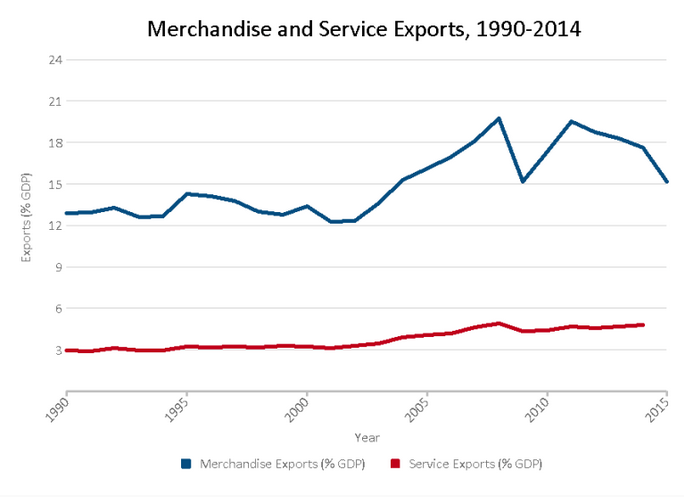 Merchandise and Service Exports, 1990-2014
24
21
18
15
12
9
6
3
Exports (% GDP)
1990
1995
2000
2005
2010
2015
Year
Merchandise Exports (% GDP)
Service Exports (% GDP)